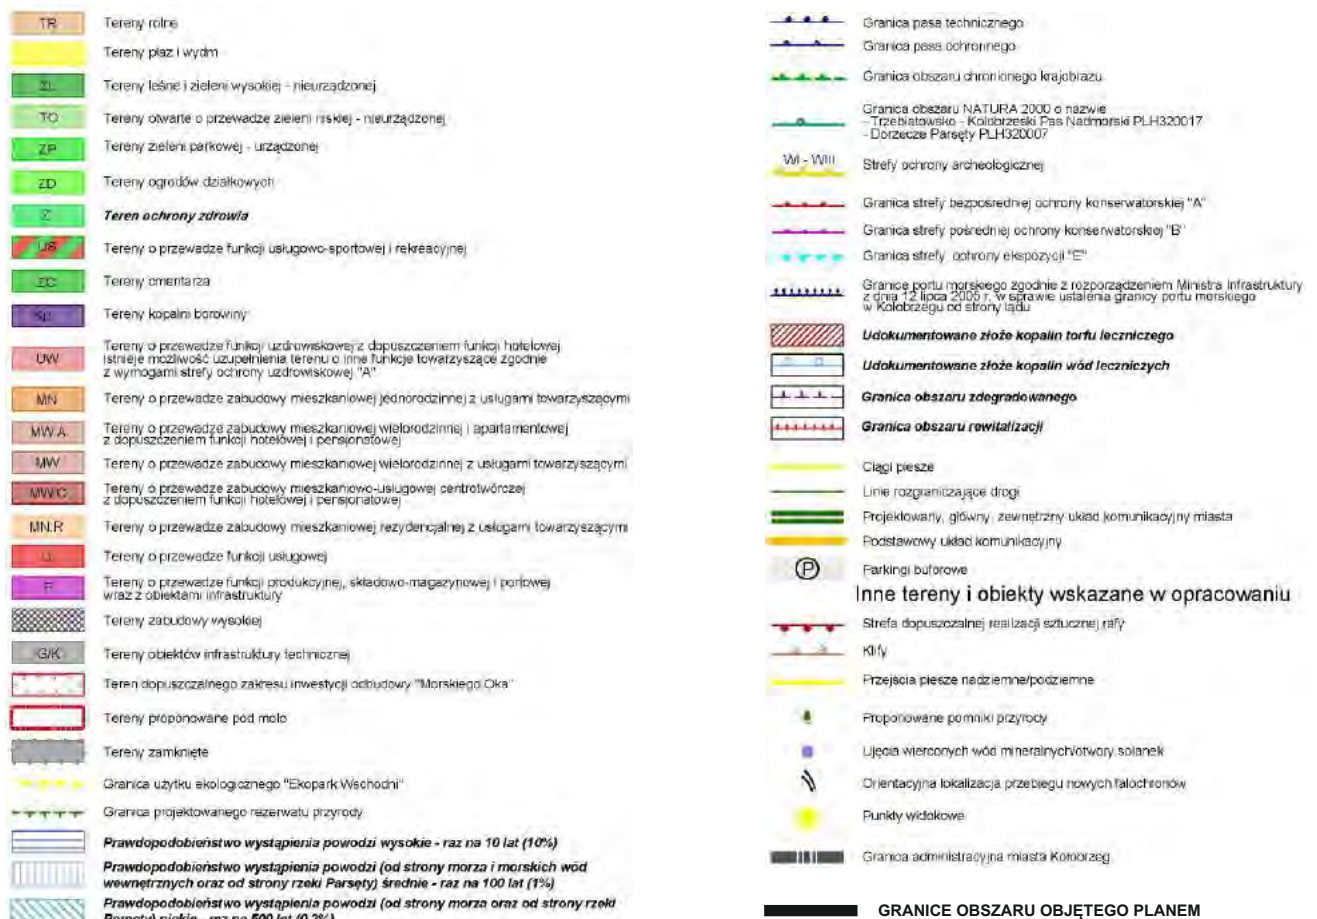 TR Tereny rolne
Tereny plaż i wydm
ZL Tereny leśne i zieleni wysokiej - nieurządzonej
TO Tereny otwarte o przewadze zieleni niskiej - nieurządzonej
ZP Tereny zieleni parkowej - urządzonej
ZD Tereny ogrodów działkowych
Z Teren ochrony zdrowia
US Tereny o przewadze funkcji usługowo-sportowej i rekreacyjnej
ZC Tereny cmentarza
Tereny kopalni borowiny
UW Tereny o przewadze funkcji uzdrowiskowej z dopuszczeniem funkcji hotelowej
istnieje możliwość uzupełnienia terenu o inne funkcje towarzyszące zgodnie
z wymogami strefy ochrony uzdrowiskowej "A"
MN Tereny o przewadze zabudowy mieszkaniowej jednorodzinnej z usługami towarzyszącymi
MW.A Tereny o przewadze zabudowy mieszkaniowej wielorodzinnej i apartamentowej
z dopuszczeniem funkcji hotelowej i pensjonatowej
MW Tereny o przewadze zabudowy mieszkaniowej wielorodzinnej z usługami towarzyszącymi
MW.C Tereny o przewadze zabudowy mieszkaniowo-usługowej centrotwórczej
z dopuszczeniem funkcji hotelowej i pensjonatowej
MN.R Tereny o przewadze zabudowy mieszkaniowej rezydencjalnej z usługami towarzyszącymi
U Tereny o przewadze funkcji usługowej
P Tereny o przewadze funkcji produkcyjnej, składowo-magazynowej i portowej
wraz z obiektami infrastruktury
Tereny zabudowy wysokiej
G/K Tereny obiektów infrastruktury technicznej
Teren dopuszczalnego zakresu inwestycji odbudowy "Morskiego Oka"
Tereny proponowane pod molo
Tereny zamknięte
Granica użytku ekologicznego "Ekopark Wschodni"
Granica projektowanego rezerwatu przyrody
Prawdopodobieństwo wystąpienia powodzi wysokie - raz na 10 lat (10%)
Prawdopodobieństwo wystąpienia powodzi (od strony morza i morskich wód
wewnętrznych oraz od strony rzeki Parsęty) średnie - raz na 100 lat (1%)
Prawdopodobieństwo wystąpienia powodzi (od strony morza oraz od strony rzeki
Parsęty) niskie - raz na 500 lat (0,2%)
Granica pasa technicznego
Granica pasa ochronnego
Granica obszaru chronionego krajobrazu
Granica obszaru NATURA 2000 o nazwie
- Trzebiatowsko - Kołobrzeski Pas Nadmorski PLH320017
- Dorzecze Parsęty PLH320007
WI - WIII Strefy ochrony archeologicznej
Granica strefy bezpośredniej ochrony konserwatorskiej "A"
Granica strefy pośredniej ochrony konserwatorskiej "B"
Granica strefy ochrony ekspozycji "E"
Granice portu morskiego zgodnie z rozporządzeniem Ministra Infrastruktury
z dnia 12 lipca 2005 r. w sprawie ustalenia granicy portu morskiego
w Kołobrzegu od strony lądu
Udokumentowane złoże kopalin torfu leczniczego
Udokumentowane złoże kopalin wód leczniczych
Granica obszaru zdegradowanego
Granica obszaru rewitalizacji
Ciągi piesze
Linie rozgraniczające drogi
Projektowany, główny, zewnętrzny układ komunikacyjny miasta
Podstawowy układ komunikacyjny
P Parkingi buforowe
Inne tereny i obiekty wskazane w opracowaniu
Strefa dopuszczalnej realizacji sztucznej rafy
Klify
Przejścia piesze nadziemne/podziemne
Proponowane pomniki przyrody
Ujęcia wierconych wód mineralnych/otwory solanek
Orientacyjna lokalizacja przebiegu nowych falochronów
Punkty widokowe
Granica administracyjna miasta Kołobrzeg
GRANICE OBSZARU OBJĘTEGO PLANEM